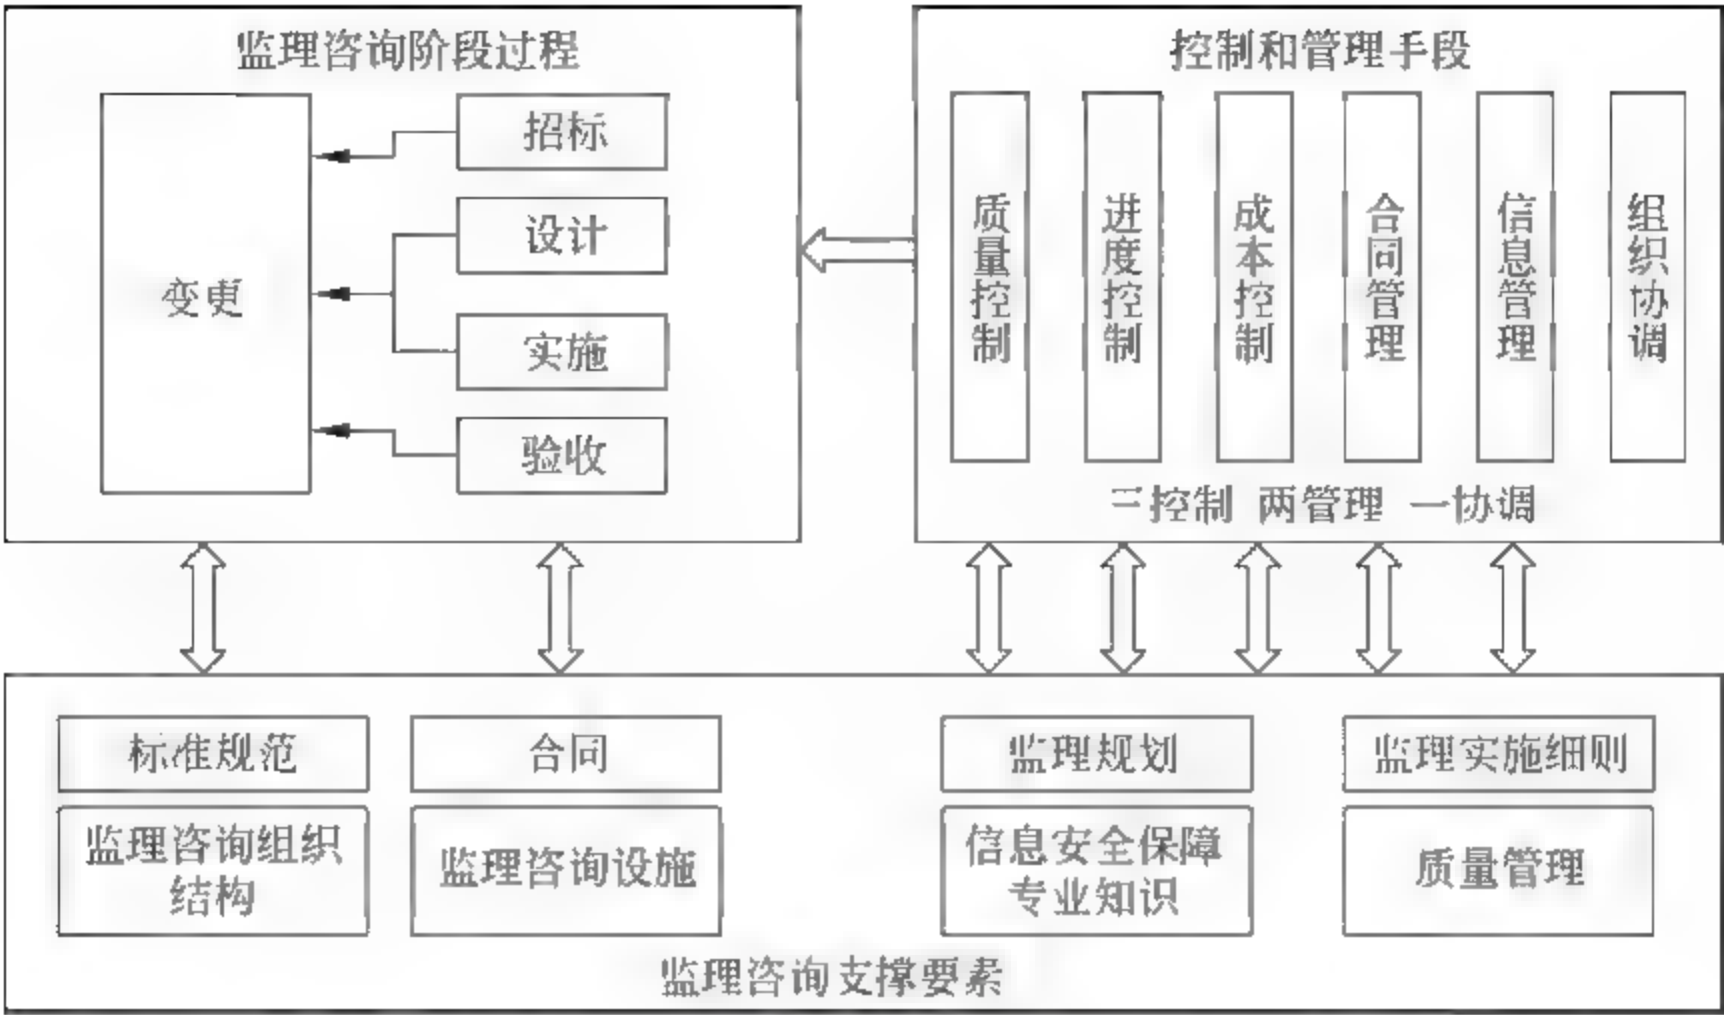 监理咨询阶段过程
变更
招标
设计
实施
验收
控制和管理手段
质量控制
进度控制
成本控制
合同管理
信息管理
组织协调
三控制 两管理 一协调
标准规范
合同
监理规划
监理实施细则
监理咨询组织
结构
监理咨询设施
信息安全保障
专业知识
质量管理
监理咨询支撑要素